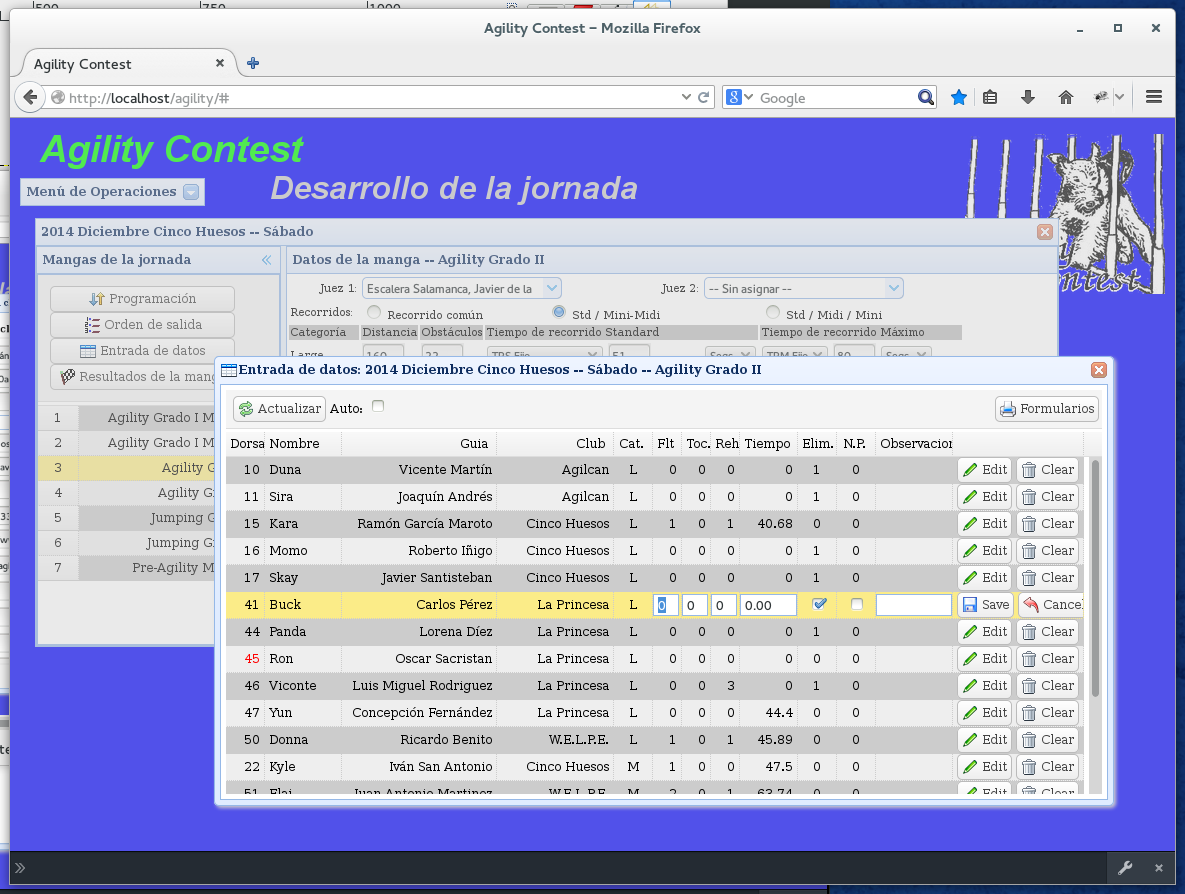 500 750 1000
Agility Contest – Mozilla Firefox
Agility Contest
http://localhost/agility/#
Google
Agility Contest
Menú de Operaciones
Desarrollo de la jornada
2014 Diciembre Cinco Huesos -- Sábado
Mangas de la jornada
Datos de la manga -- Agility Grado II
Juez 1: Escalera Salamanca, Javier de la Juez 2: -- Sin asignar --
Programación
Recorridos: Recorrido común Std / Mini-Midi Std / Midi / Mini
Orden de salida
Categoría Distancia Obstáculos Tiempo de recorrido Standard Tiempo de recorrido Máximo
Entrada de datos
Large 160 22 TRS Fijo 51 Segs TRM Fijo 80 Segs
Resultados de la mang
1 Agility Grado I M
2 Agility Grado I M
3 Agility G
4 Agility G
5 Jumping G
6 Jumping G
7 Pre-Agility M
Entrada de datos: 2014 Diciembre Cinco Huesos -- Sábado -- Agility Grado II
Actualizar Auto: Formularios
Dorsa Nombre Guia Club Cat. Flt Toc. Reh Tiempo Elim. N.P. Observacion
10 Duna Vicente Martín Agilcan L 0 0 0 0 1 0 Edit Clear
11 Sira Joaquín Andrés Agilcan L 0 0 0 0 1 0 Edit Clear
15 Kara Ramón García Maroto Cinco Huesos L 1 0 1 40.68 0 0 Edit Clear
16 Momo Roberto Iñigo Cinco Huesos L 0 0 0 0 1 0 Edit Clear
17 Skay Javier Santisteban Cinco Huesos L 0 0 0 0 1 0 Edit Clear
41 Buck Carlos Pérez La Princesa L 0 0 0 0.00 Save Cancel
44 Panda Lorena Díez La Princesa L 0 0 0 0 1 0 Edit Clear
45 Ron Oscar Sacristan La Princesa L 0 0 0 0 0 0 Edit Clear
46 Viconte Luis Miguel Rodriguez La Princesa L 0 0 3 0 1 0 Edit Clear
47 Yun Concepción Fernández La Princesa L 0 0 0 44.4 0 0 Edit Clear
50 Donna Ricardo Benito W.E.L.P.E. L 1 0 1 45.89 0 0 Edit Clear
22 Kyle Iván San Antonio Cinco Huesos M 1 0 0 47.5 0 0 Edit Clear
51 Elai Juan Antonio Martinez W.E.L.P.E. M 2 0 1 63.74 0 0 Edit Clear